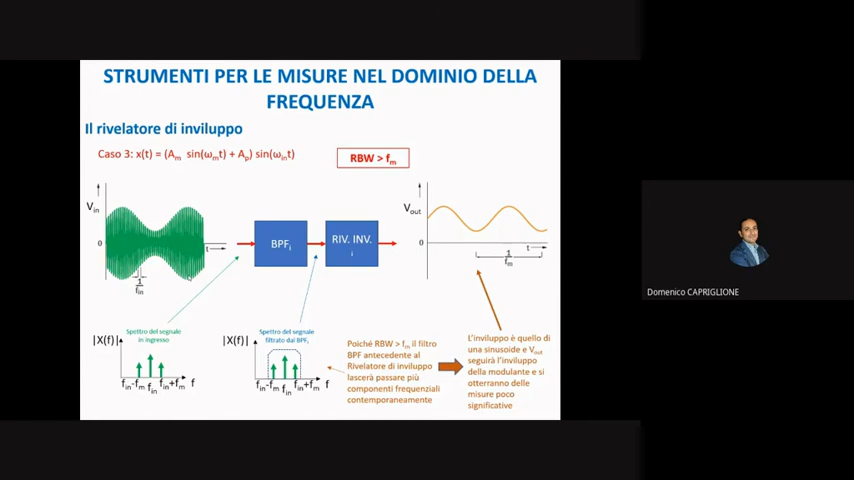 STRUMENTI PER LE MISURE NEL DOMINIO DELLA
FREQUENZA
Il rivelatore di inviluppo
Caso 3: x(t) = (Am sin(ωmt) + Ap) sin(ωint)
RBW > fm
Vin
0
t
1
fin
BPFi
RIV. INV.
i
Vout
0
t
1
fm
Spettro del segnale
in ingresso
|X(f)|
fin-fm fin fin+fm f
Spettro del segnale
filtrato dal BPFi
|X(f)|
fin-fm fin fin+fm f
Poiché RBW > fm il filtro
BPF antecedente al
Rivelatore di inviluppo
lascerà passare più
componenti frequenziali
contemporaneamente
L'inviluppo è quello di
una sinusoide e Vout
seguirà l'inviluppo
della modulante e si
otterranno delle
misure poco
significative
Domenico CAPRIGLIONE